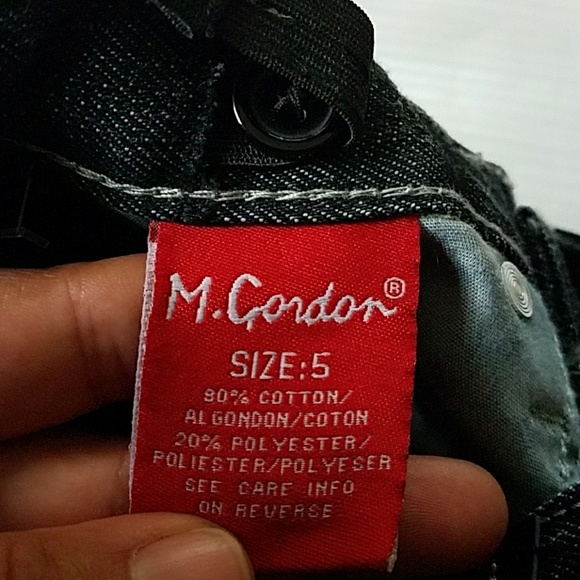 M.Gordon®
SIZE:5
80% COTTON/
ALGONDON/COTON
20% POLYESTER/
POLIESTER/POLYESER
SEE CARE INFO
ON REVERSE